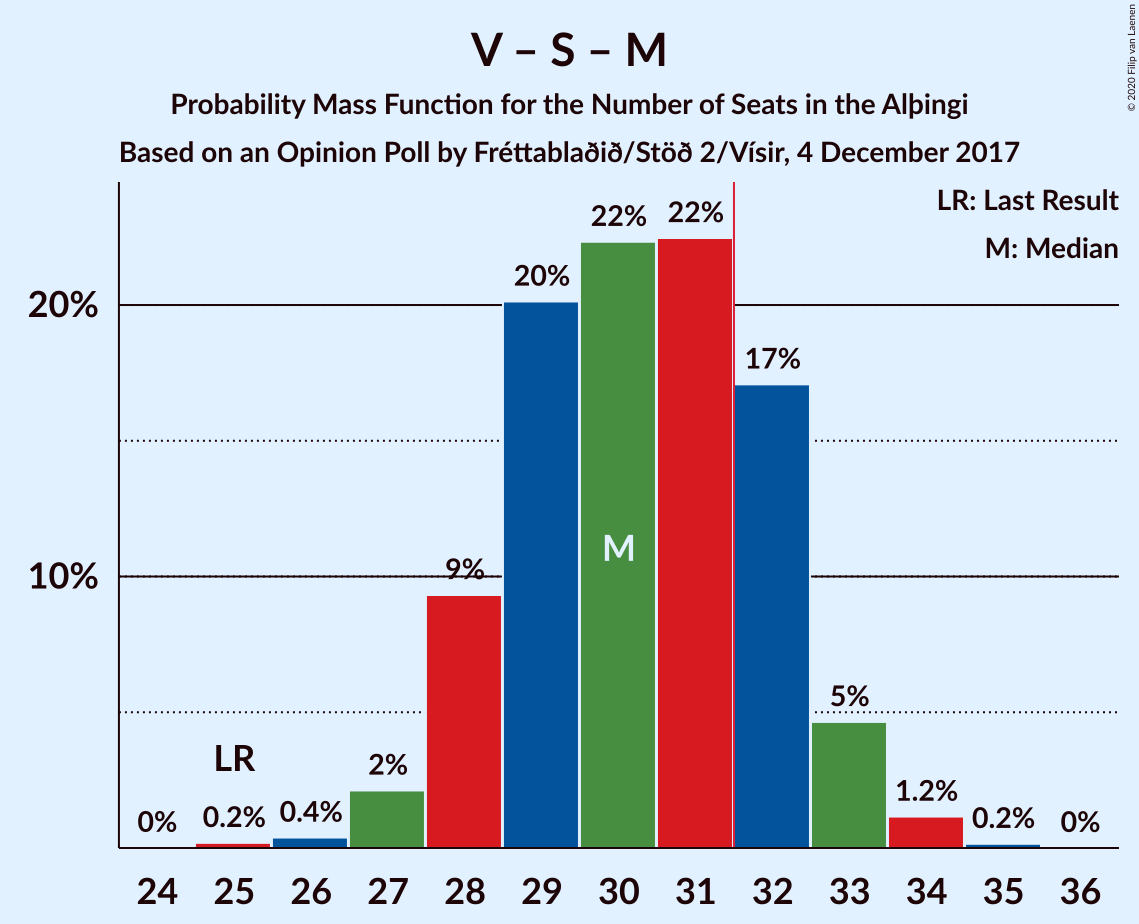 V – S – M
Probability Mass Function for the Number of Seats in the Alþingi
Based on an Opinion Poll by Fréttablaðið/Stöð 2/Vísir, 4 December 2017
© 2020 Filip van Laenen
LR: Last Result
M: Median
20%
10%
0%
0.2%
0.4%
2%
9%
20%
22%
22%
17%
5%
1.2%
0.2%
0%
LR
M
24 25 26 27 28 29 30 31 32 33 34 35 36